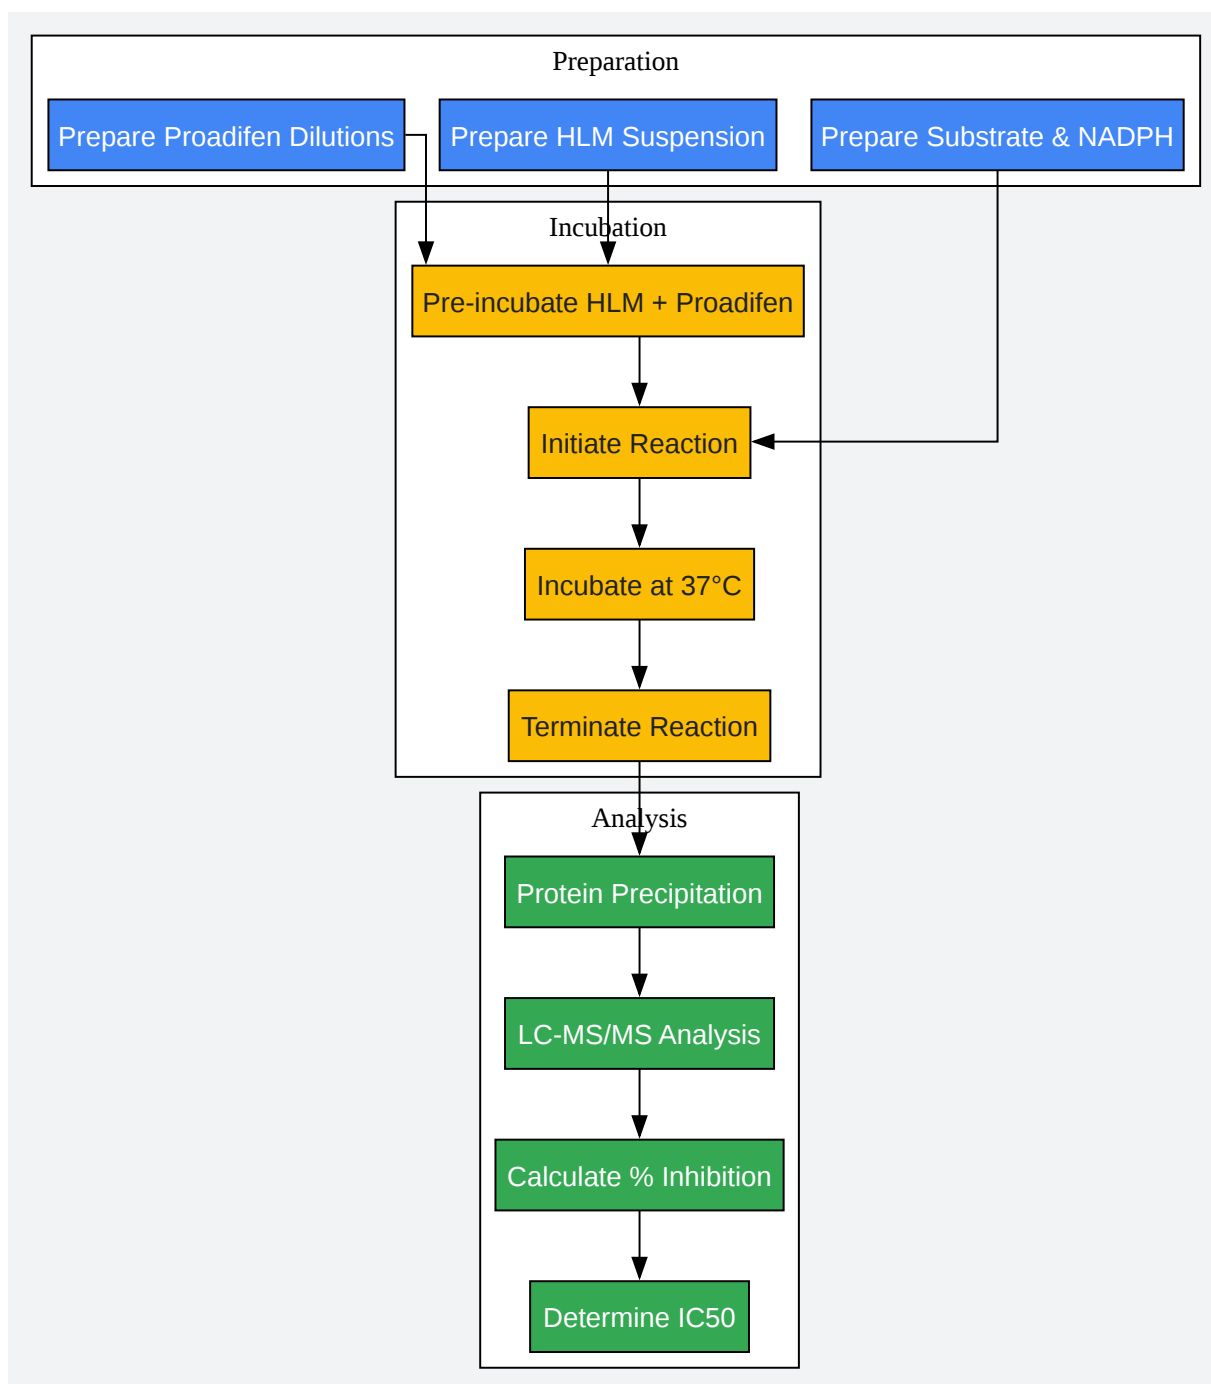 Preparation
Prepare Proadifen Dilutions
Prepare HLM Suspension
Prepare Substrate & NADPH
Incubation
Pre-incubate HLM + Proadifen
Initiate Reaction
Incubate at 37°C
Terminate Reaction
Analysis
Protein Precipitation
LC-MS/MS Analysis
Calculate % Inhibition
Determine IC50